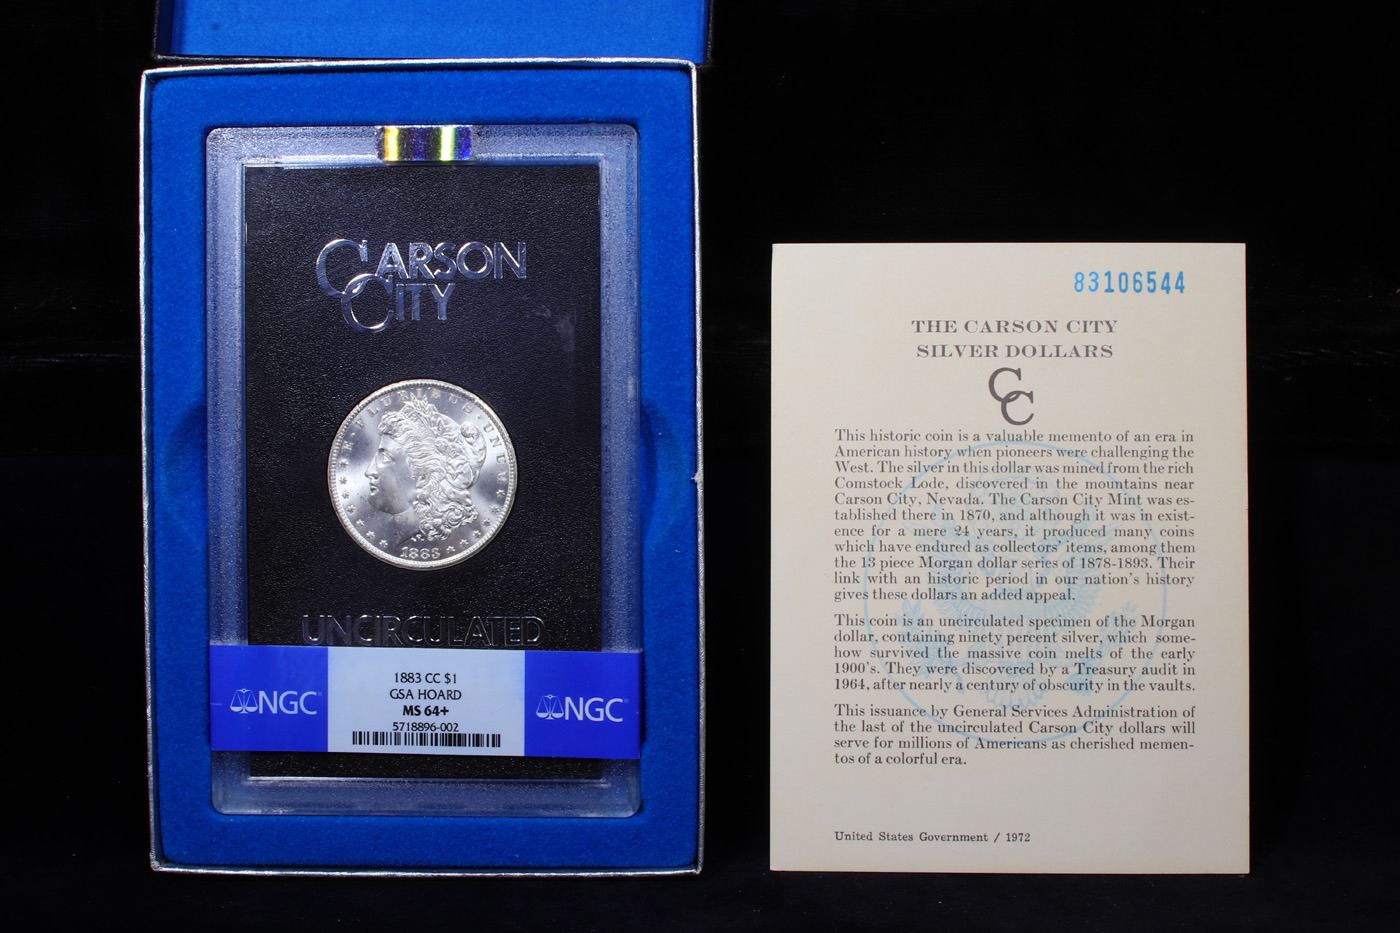 CARSON
CITY
E · PLURIBUS · UNUM
1883
UNCIRCULATED
NGC
1883 CC $1
GSA HOARD
MS 64+
5718896-002
NGC
83106544
THE CARSON CITY
SILVER DOLLARS
CC
This historic coin is a valuable memento of an era in
American history when pioneers were challenging the
West. The silver in this dollar was mined from the rich
Comstock Lode, discovered in the mountains near
Carson City, Nevada. The Carson City Mint was es-
tablished there in 1870, and although it was in exist-
ence for a mere 24 years, it produced many coins
which have endured as collectors' items, among them
the 13 piece Morgan dollar series of 1878-1893. Their
link with an historic period in our nation's history
gives these dollars an added appeal.
This coin is an uncirculated specimen of the Morgan
dollar, containing ninety percent silver, which some-
how survived the massive coin melts of the early
1900's. They were discovered by a Treasury audit in
1964, after nearly a century of obscurity in the vaults.
This issuance by General Services Administration of
the last of the uncirculated Carson City dollars will
serve for millions of Americans as cherished memen-
tos of a colorful era.
United States Government / 1972